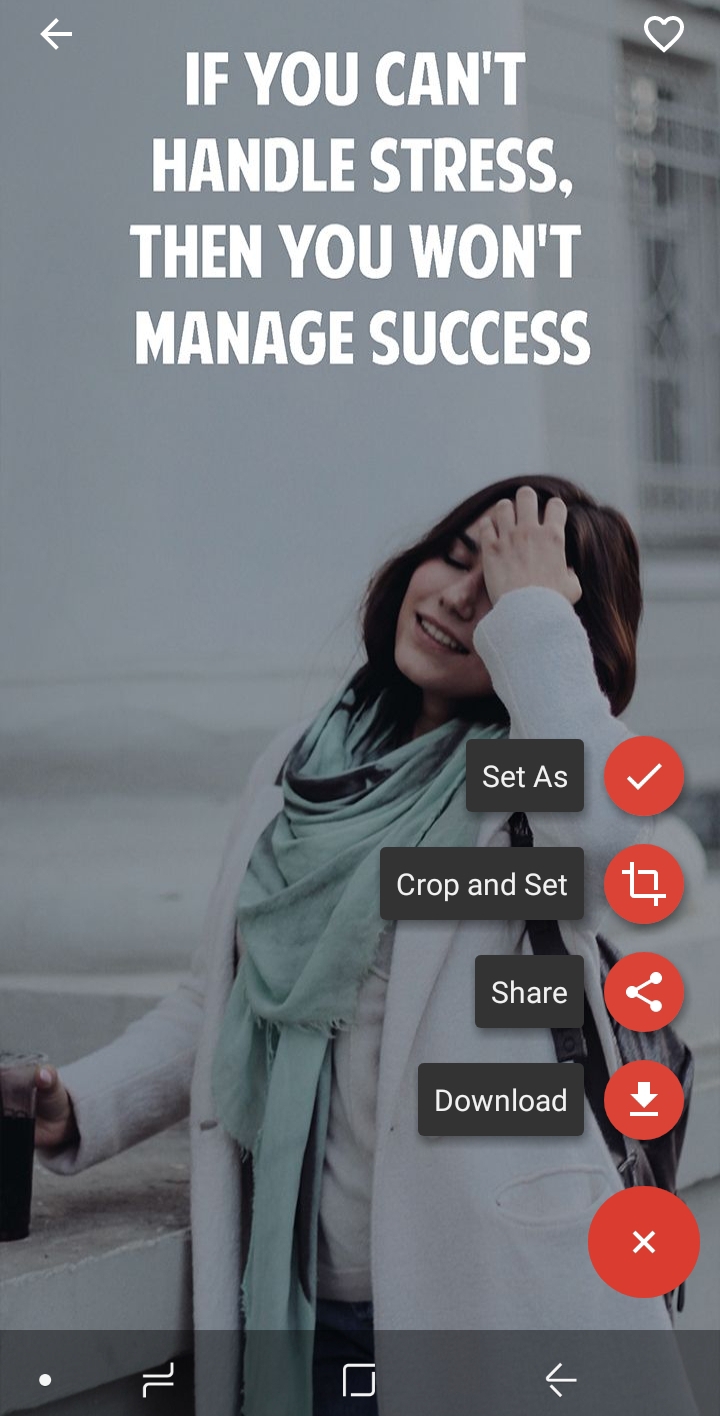 IF YOU CAN'T
HANDLE STRESS,
THEN YOU WON'T
MANAGE SUCCESS
Set As
Crop and Set
Share
Download